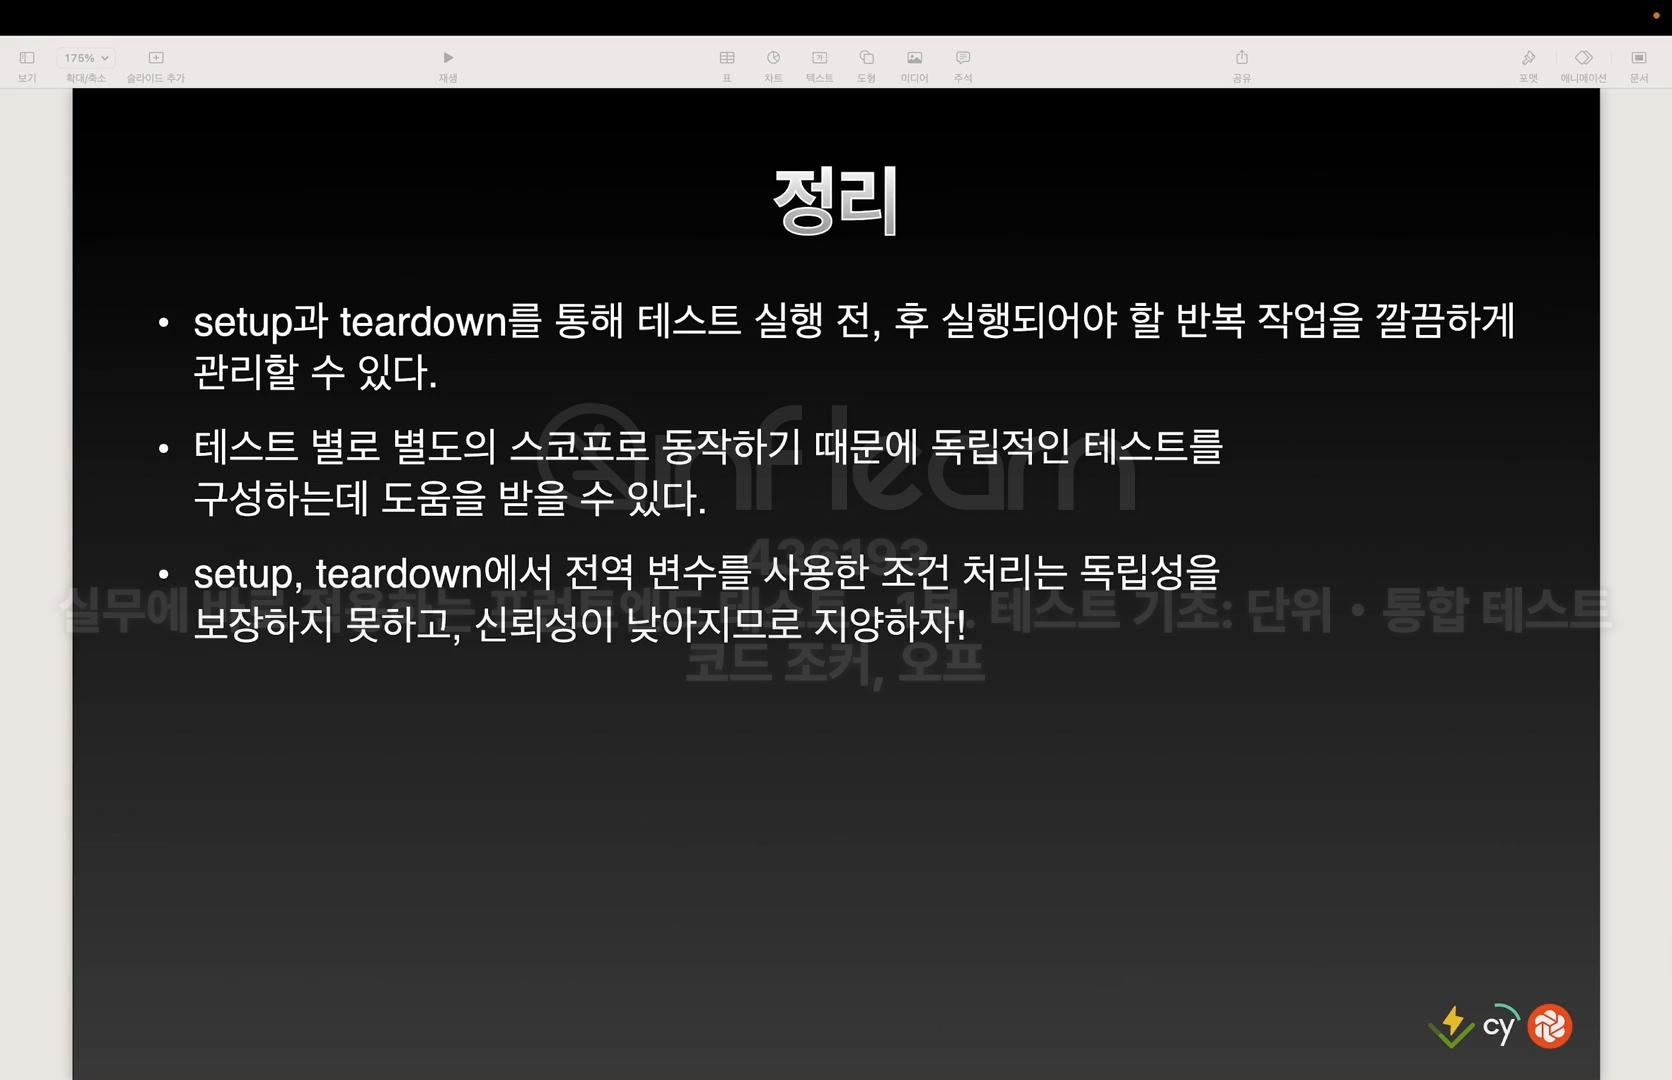 175%
보기
확대/축소
슬라이드 추가
재생
표
차트
텍스트
도형
미디어
주석
공유
포맷
애니메이션
문서
정리
• setup과 teardown를 통해 테스트 실행 전, 후 실행되어야 할 반복 작업을 깔끔하게
관리할 수 있다.
• 테스트 별로 별도의 스코프로 동작하기 때문에 독립적인 테스트를
구성하는데 도움을 받을 수 있다.
• setup, teardown에서 전역 변수를 사용한 조건 처리는 독립성을
보장하지 못하고, 신뢰성이 낮아지므로 지양하자!
inflearn
436193
실무에 바로 적용하는 프런트엔드 테스트 - 1부. 테스트 기초: 단위・통합 테스트
코드 조커, 오프
cy